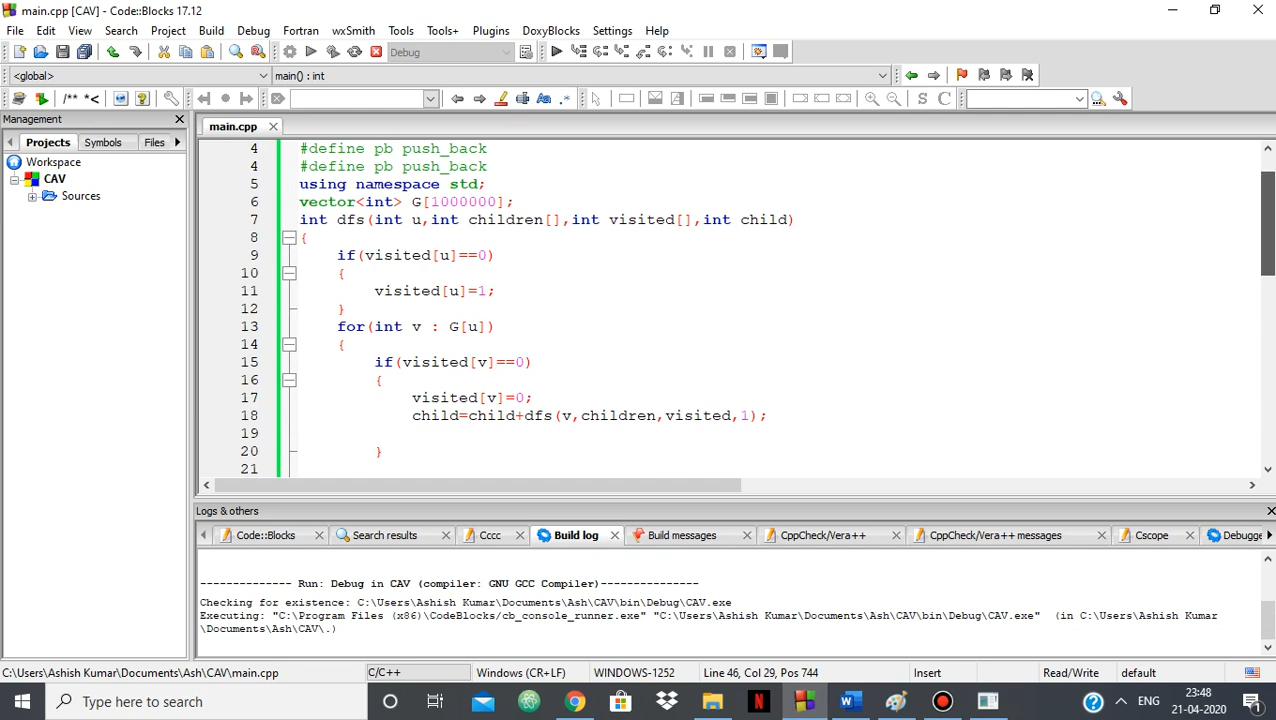 main.cpp [CAV] - Code::Blocks 17.12
File Edit View Search Project Build Debug Fortran wxSmith Tools Tools+ Plugins DoxyBlocks Settings Help
Debug
<global> main() : int
/** *<
S C
Management
main.cpp
Projects Symbols Files
Workspace
CAV
Sources
4 #define pb push_back
4 #define pb push_back
5 using namespace std;
6 vector<int> G[1000000];
7 int dfs(int u,int children[],int visited[],int child)
8 {
9 if(visited[u]==0)
10 {
11 visited[u]=1;
12 }
13 for(int v : G[u])
14 {
15 if(visited[v]==0)
16 {
17 visited[v]=0;
18 child=child+dfs(v,children,visited,1);
19
20 }
21
Logs & others
Code::Blocks Search results Cccc Build log Build messages CppCheck/Vera++ CppCheck/Vera++ messages Cscope Debugge
-------------- Run: Debug in CAV (compiler: GNU GCC Compiler)---------------
Checking for existence: C:\Users\Ashish Kumar\Documents\Ash\CAV\bin\Debug\CAV.exe
Executing: "C:\Program Files (x86)\CodeBlocks/cb_console_runner.exe" "C:\Users\Ashish Kumar\Documents\Ash\CAV\bin\Debug\CAV.exe"  (in C:\Users\Ashish Kumar
\Documents\Ash\CAV\.)
C:\Users\Ashish Kumar\Documents\Ash\CAV\main.cpp C/C++ Windows (CR+LF) WINDOWS-1252 Line 46, Col 29, Pos 744 Insert Read/Write default
Type here to search
ENG
23:48
21-04-2020